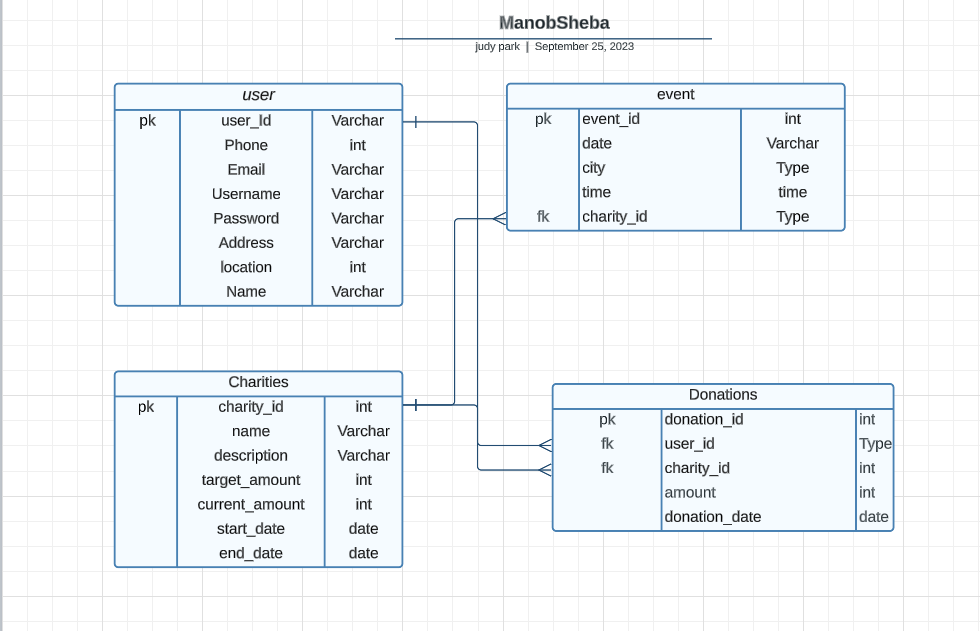 ManobSheba
judy park | September 25, 2023
user
pk user_Id Varchar
Phone int
Email Varchar
Username Varchar
Password Varchar
Address Varchar
location int
Name Varchar
event
pk event_id int
date Varchar
city Type
time time
fk charity_id Type
Charities
pk charity_id int
name Varchar
description Varchar
target_amount int
current_amount int
start_date date
end_date date
Donations
pk donation_id int
fk user_id Type
fk charity_id int
amount int
donation_date date